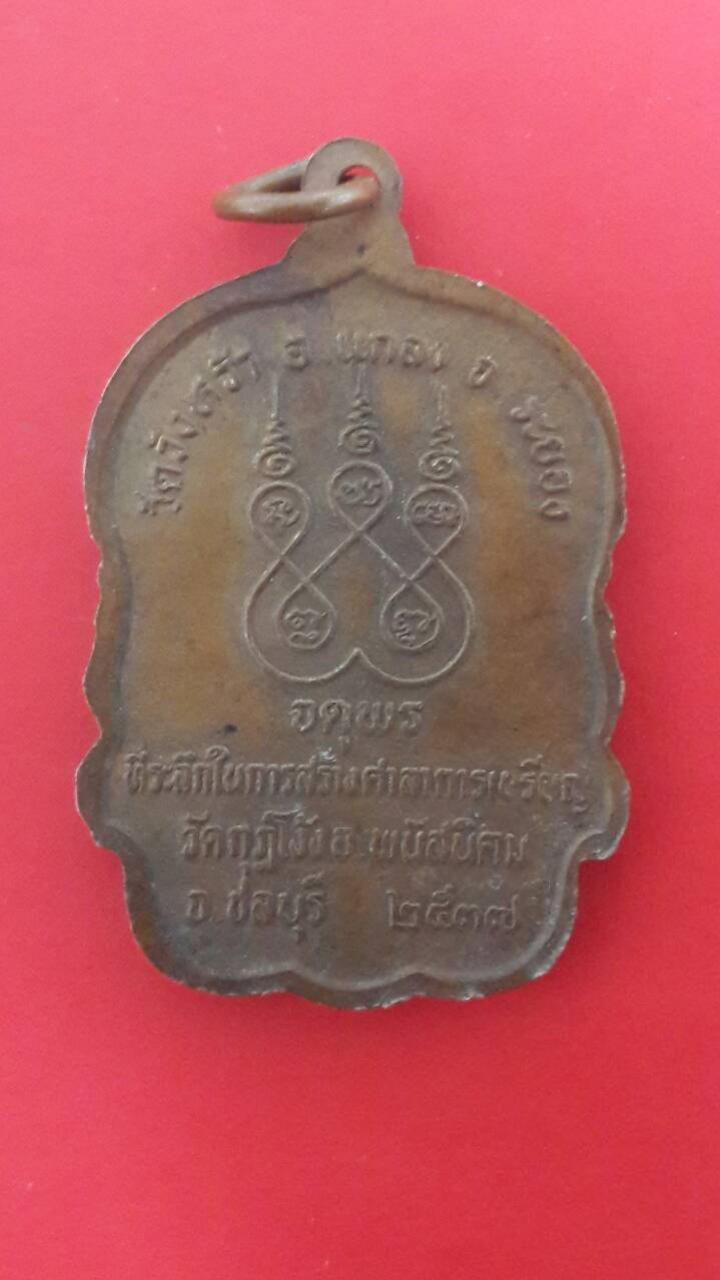 วัดวังหว้า อ.แกลง จ.ระยอง
จตุพร
ที่ระลึกในการสร้างศาลาการเปรียญ
วัดกุฏโง้ง อ.พนัสนิคม
จ.ชลบุรี ๒๕๓๗